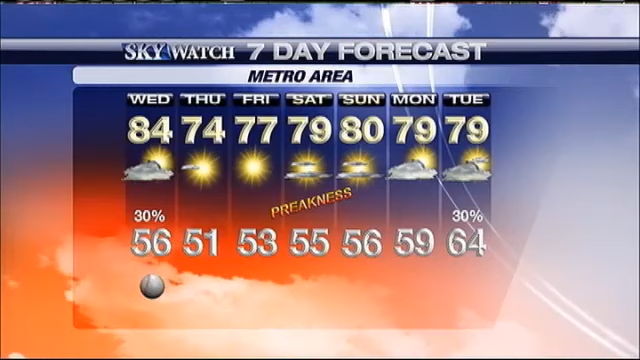 SKYWATCH 7 DAY FORECAST
METRO AREA
WED THU FRI SAT SUN MON TUE
84 74 77 79 80 79 79
PREAKNESS
30% 30%
56 51 53 55 56 59 64